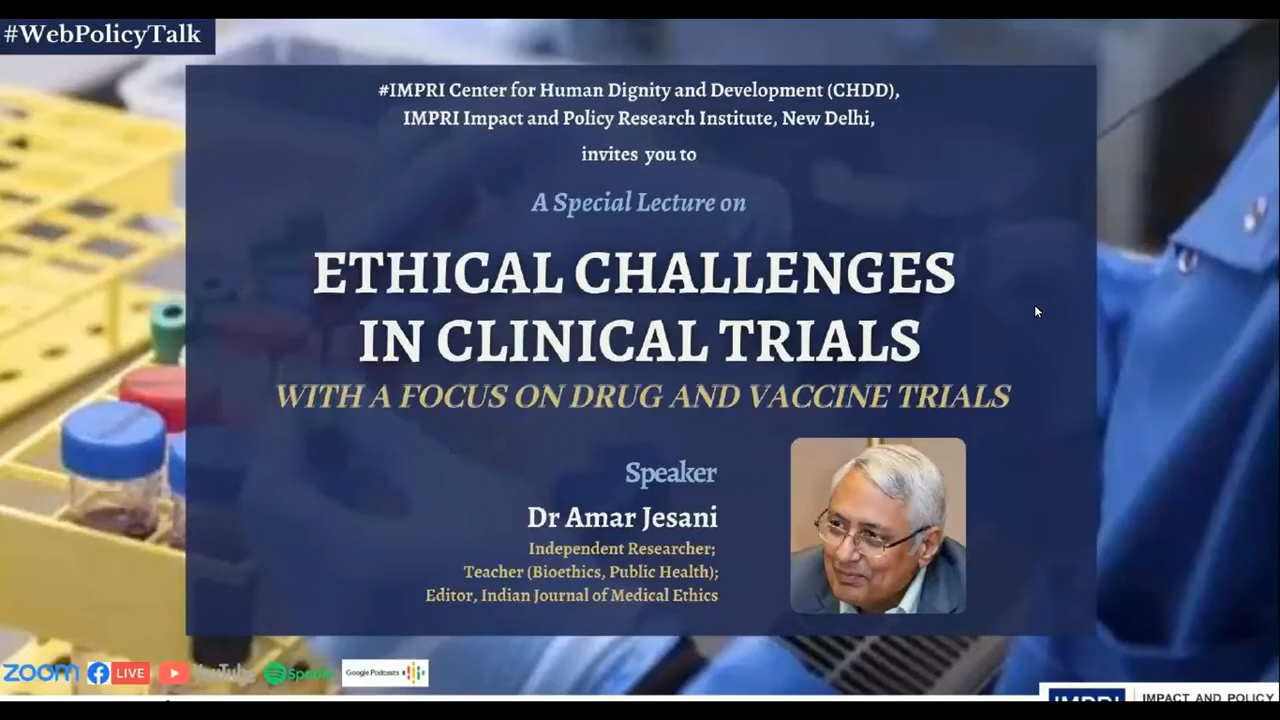 #WebPolicyTalk
#IMPRI Center for Human Dignity and Development (CHDD),
IMPRI Impact and Policy Research Institute, New Delhi,
invites you to
A Special Lecture on
ETHICAL CHALLENGES
IN CLINICAL TRIALS
WITH A FOCUS ON DRUG AND VACCINE TRIALS
Speaker
Dr Amar Jesani
Independent Researcher;
Teacher (Bioethics, Public Health);
Editor, Indian Journal of Medical Ethics
zoom LIVE YouTube Spotify Google Podcasts
IMPRI IMPACT AND POLICY